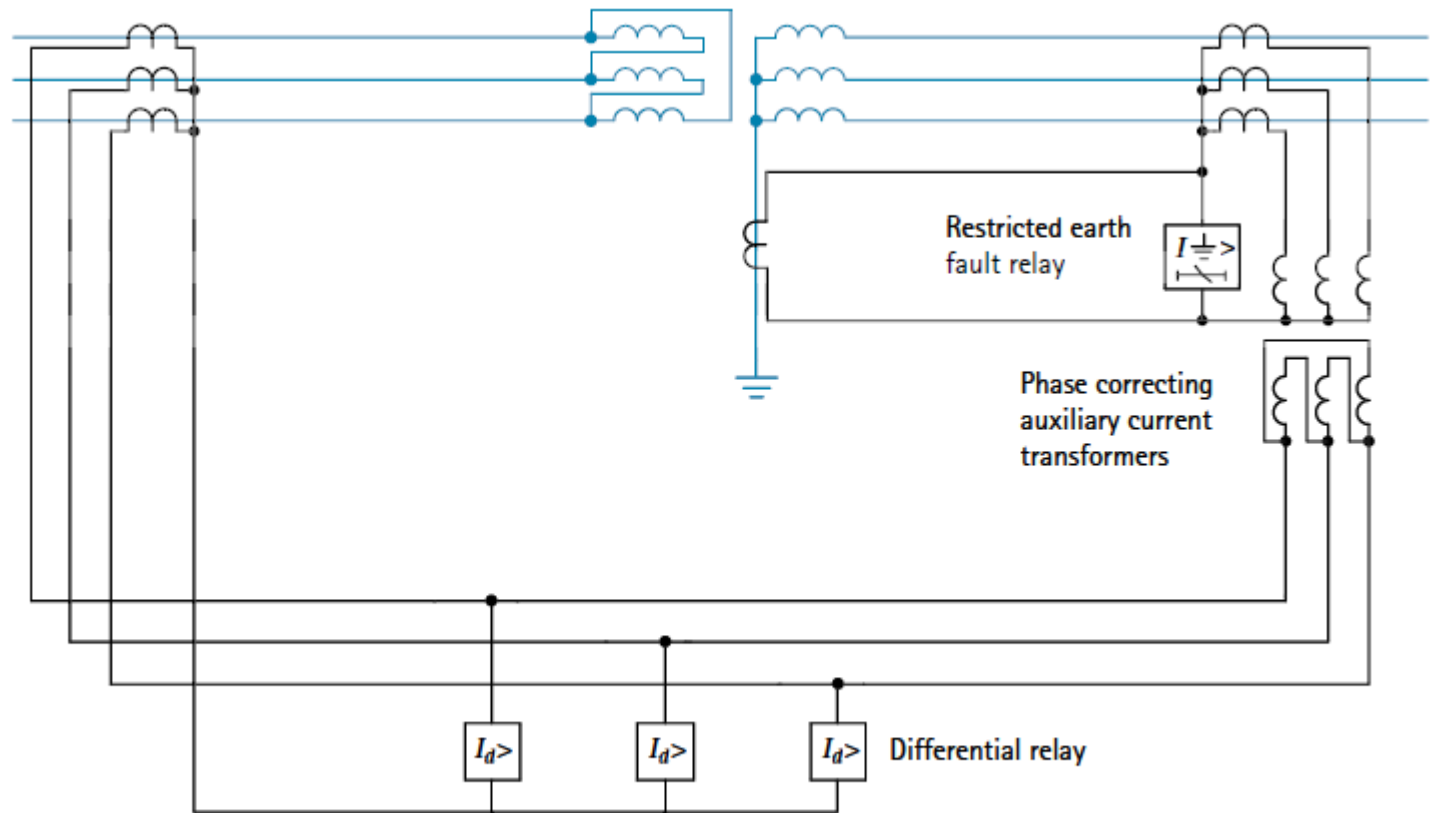 Restricted earth
fault relay
I >
Phase correcting
auxiliary current
transformers
Id>
Id>
Id>
Differential relay